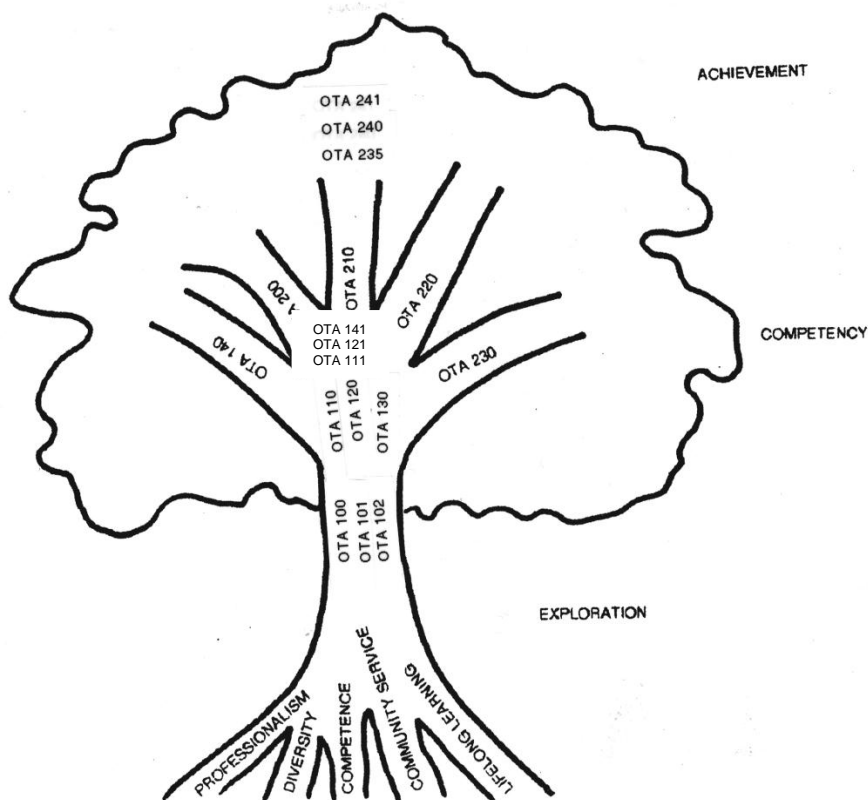 ACHIEVEMENT
OTA 241
OTA 240
OTA 235
OTA 140
A 200
OTA 210
OTA 220
OTA 230
COMPETENCY
OTA 141
OTA 121
OTA 111
OTA 110
OTA 120
OTA 130
OTA 100
OTA 101
OTA 102
EXPLORATION
PROFESSIONALISM
DIVERSITY
COMPETENCE
COMMUNITY SERVICE
LIFELONG LEARNING